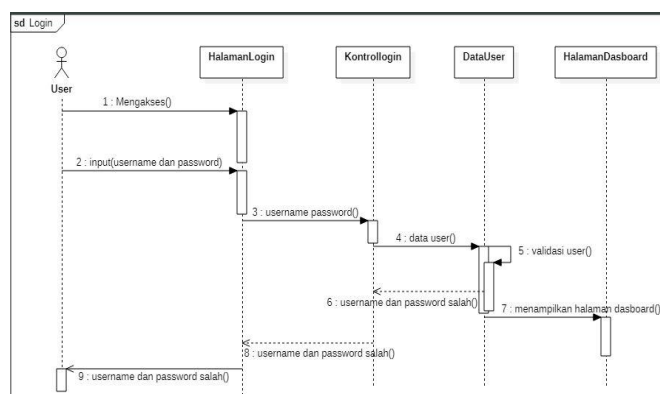 sd Login
User
HalamanLogin
Kontrollogin
DataUser
HalamanDasboard
1 : Mengakses()
2 : input(username dan password)
3 : username password()
4 : data user()
5 : validasi user()
6 : username dan password salah()
7 : menampilkan halaman dasboard()
8 : username dan password salah()
9 : username dan password salah()